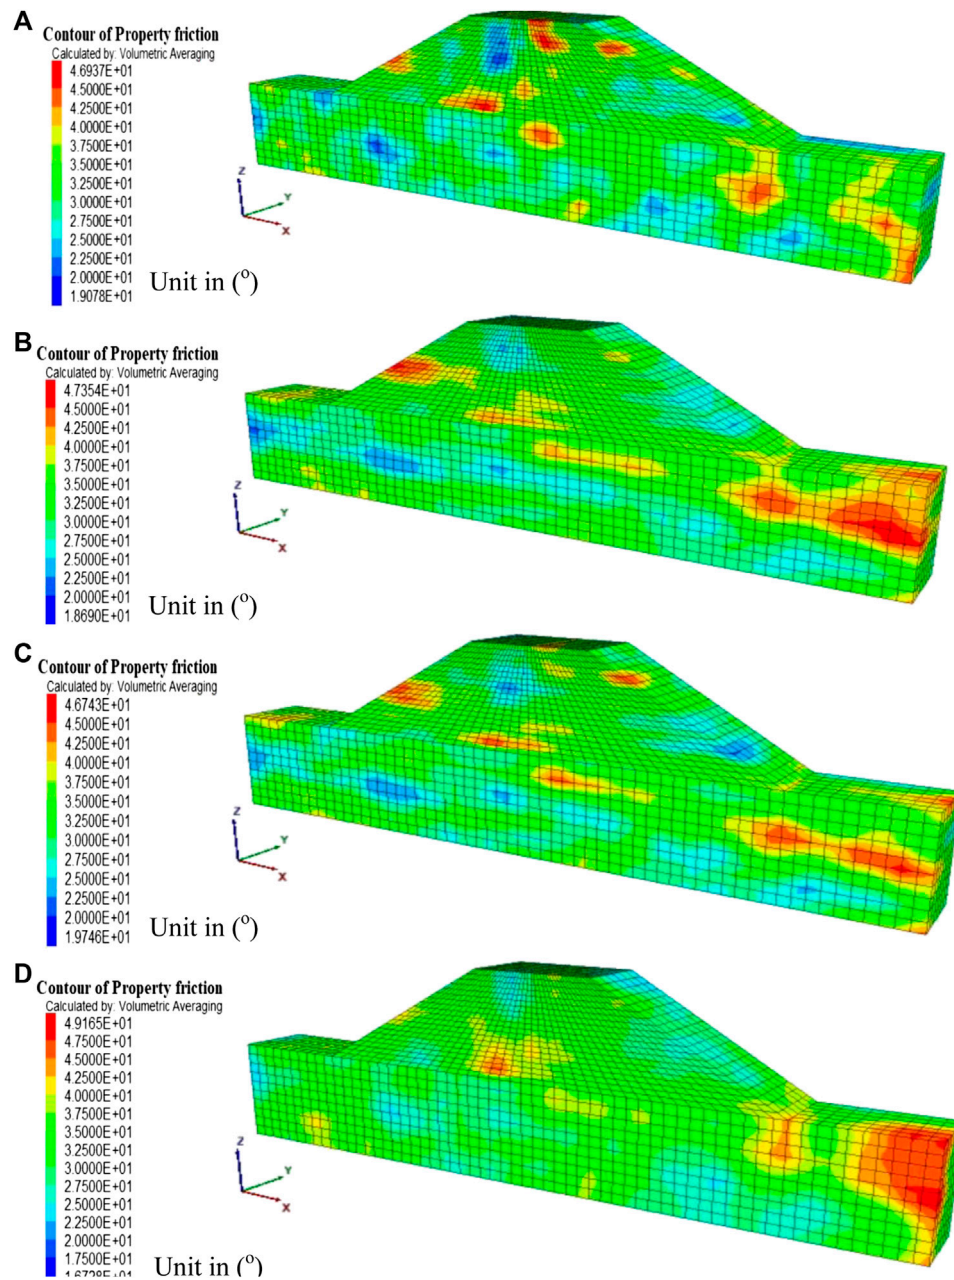 A
Contour of Property friction
Calculated by: Volumetric Averaging
4.6937E+01
4.5000E+01
4.2500E+01
4.0000E+01
3.7500E+01
3.5000E+01
3.2500E+01
3.0000E+01
2.7500E+01
2.5000E+01
2.2500E+01
2.0000E+01
1.9078E+01
Z
Y
X
Unit in (°)
B
Contour of Property friction
Calculated by: Volumetric Averaging
4.7354E+01
4.5000E+01
4.2500E+01
4.0000E+01
3.7500E+01
3.5000E+01
3.2500E+01
3.0000E+01
2.7500E+01
2.5000E+01
2.2500E+01
2.0000E+01
1.8690E+01
Z
Y
X
Unit in (°)
C
Contour of Property friction
Calculated by: Volumetric Averaging
4.6743E+01
4.5000E+01
4.2500E+01
4.0000E+01
3.7500E+01
3.5000E+01
3.2500E+01
3.0000E+01
2.7500E+01
2.5000E+01
2.2500E+01
2.0000E+01
1.9746E+01
Z
Y
X
Unit in (°)
D
Contour of Property friction
Calculated by: Volumetric Averaging
4.9165E+01
4.7500E+01
4.5000E+01
4.2500E+01
4.0000E+01
3.7500E+01
3.5000E+01
3.2500E+01
3.0000E+01
2.7500E+01
2.5000E+01
2.2500E+01
2.0000E+01
1.7500E+01
1.6728E+01
Z
Y
X
Unit in (°)